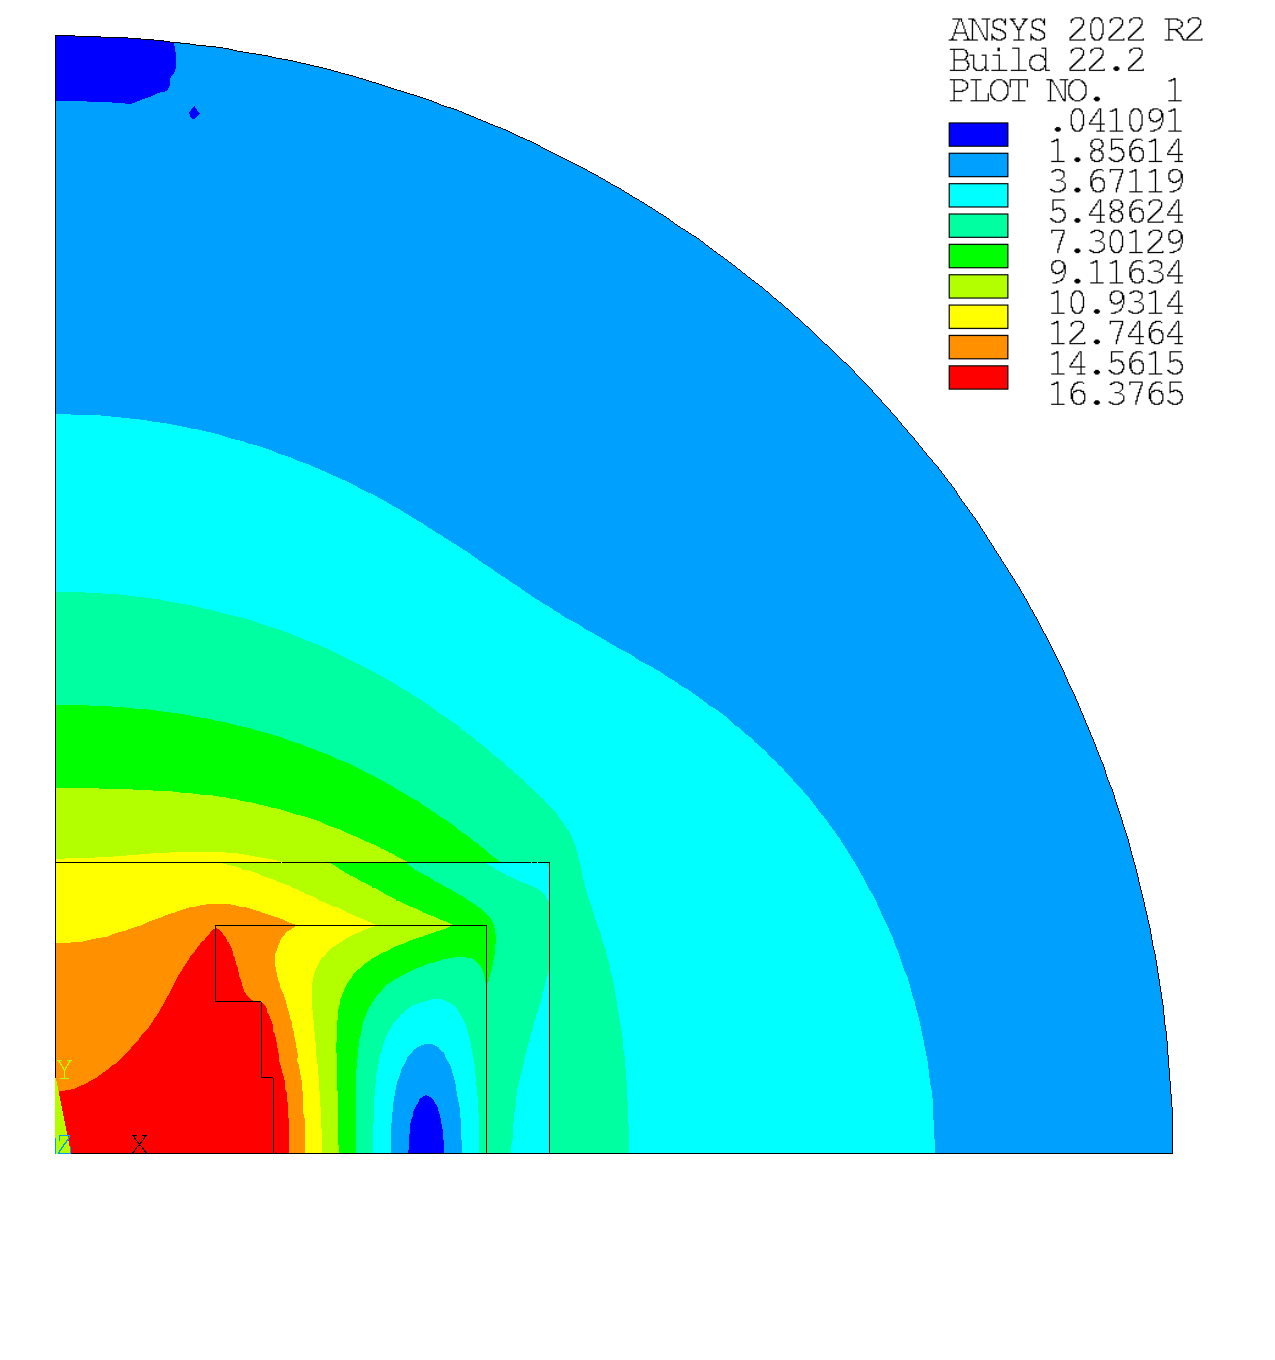 ANSYS 2022 R2
Build 22.2
PLOT NO. 1
.041091
1.85614
3.67119
5.48624
7.30129
9.11634
10.9314
12.7464
14.5615
16.3765
Y
Z X